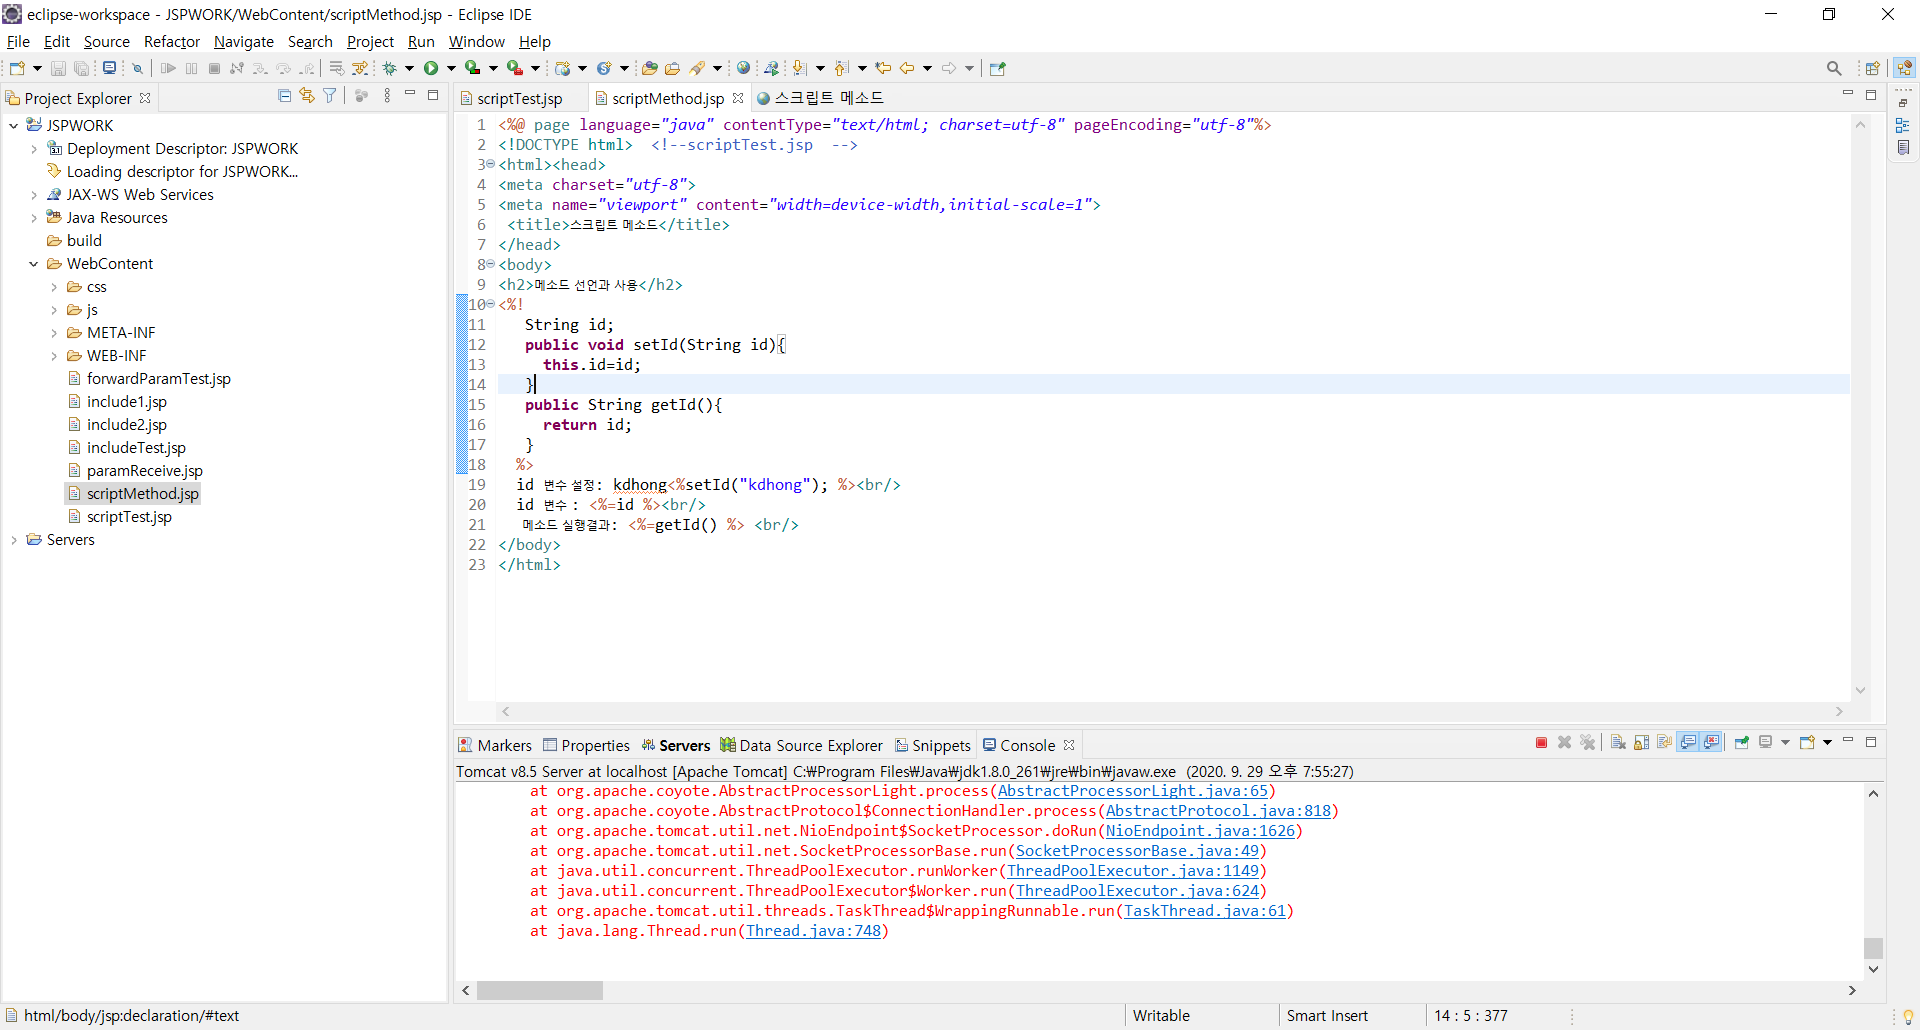 eclipse-workspace - JSPWORK/WebContent/scriptMethod.jsp - Eclipse IDE
File Edit Source Refactor Navigate Search Project Run Window Help
Project Explorer
JSPWORK
Deployment Descriptor: JSPWORK
Loading descriptor for JSPWORK...
JAX-WS Web Services
Java Resources
build
WebContent
css
js
META-INF
WEB-INF
forwardParamTest.jsp
include1.jsp
include2.jsp
includeTest.jsp
paramReceive.jsp
scriptMethod.jsp
scriptTest.jsp
Servers
scriptTest.jsp scriptMethod.jsp 스크립트 메소드
1 <%@ page language="java" contentType="text/html; charset=utf-8" pageEncoding="utf-8"%>
2 <!DOCTYPE html>  <!--scriptTest.jsp  -->
3 <html><head>
4 <meta charset="utf-8">
5 <meta name="viewport" content="width=device-width,initial-scale=1">
6  <title>스크립트 메소드</title>
7 </head>
8 <body>
9 <h2>메소드 선언과 사용</h2>
10 <%!
11    String id;
12    public void setId(String id){
13      this.id=id;
14    }
15    public String getId(){
16      return id;
17    }
18   %>
19   id 변수 설정: kdhong<%setId("kdhong"); %><br/>
20   id 변수 : <%=id %><br/>
21   메소드 실행결과: <%=getId() %> <br/>
22 </body>
23 </html>
Markers Properties Servers Data Source Explorer Snippets Console
Tomcat v8.5 Server at localhost [Apache Tomcat] C:₩Program Files₩Java₩jdk1.8.0_261₩jre₩bin₩javaw.exe (2020. 9. 29 오후 7:55:27)
at org.apache.coyote.AbstractProcessorLight.process(AbstractProcessorLight.java:65)
at org.apache.coyote.AbstractProtocol$ConnectionHandler.process(AbstractProtocol.java:818)
at org.apache.tomcat.util.net.NioEndpoint$SocketProcessor.doRun(NioEndpoint.java:1626)
at org.apache.tomcat.util.net.SocketProcessorBase.run(SocketProcessorBase.java:49)
at java.util.concurrent.ThreadPoolExecutor.runWorker(ThreadPoolExecutor.java:1149)
at java.util.concurrent.ThreadPoolExecutor$Worker.run(ThreadPoolExecutor.java:624)
at org.apache.tomcat.util.threads.TaskThread$WrappingRunnable.run(TaskThread.java:61)
at java.lang.Thread.run(Thread.java:748)
html/body/jsp:declaration/#text Writable Smart Insert 14 : 5 : 377